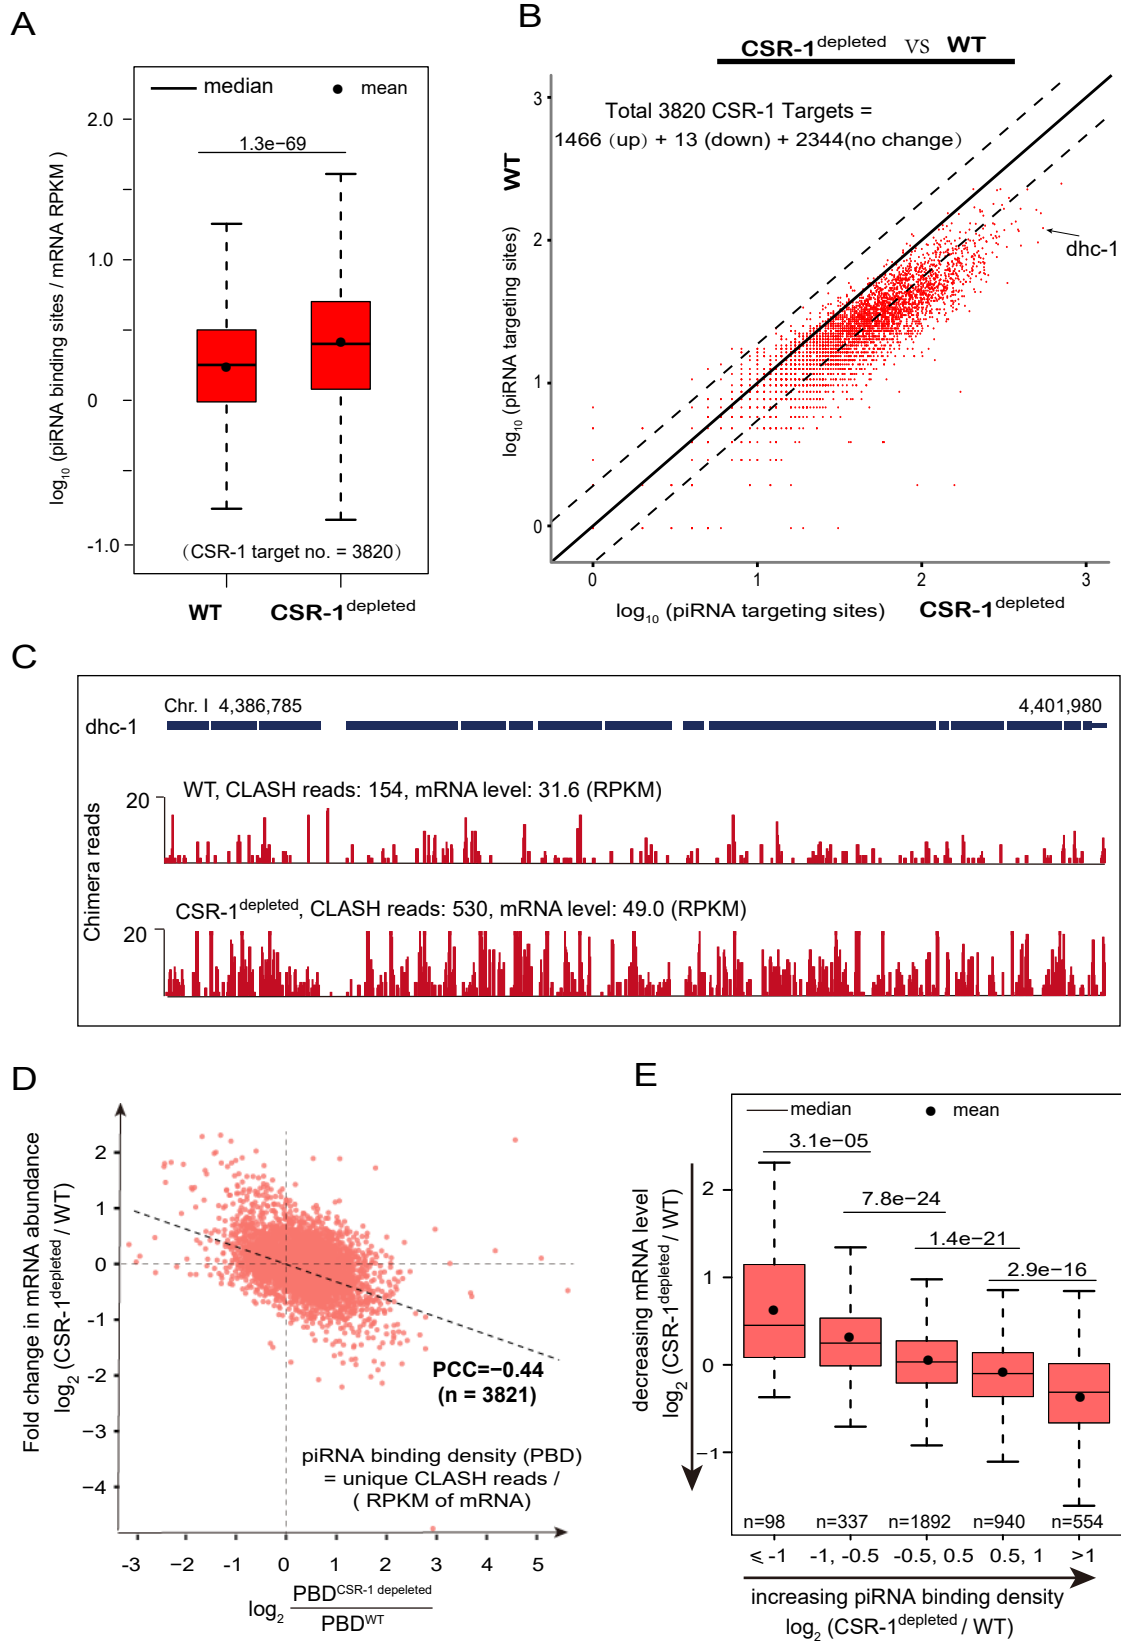 A
median
mean
1.3e−69
2.0
1.0
0
-1.0
log10 (piRNA binding sites / mRNA RPKM )
(CSR-1 target no. = 3820)
WT
CSR-1depleted
B
CSR-1depleted VS WT
Total 3820 CSR-1 Targets =
1466 (up) + 13 (down) + 2344(no change)
WT
log10 (piRNA targeting sites)
3
2
1
0
dhc-1
0
1
2
3
log10 (piRNA targeting sites)
CSR-1depleted
C
Chr. I 4,386,785
4,401,980
dhc-1
Chimera reads
WT, CLASH reads: 154, mRNA level: 31.6 (RPKM)
20
CSR-1depleted, CLASH reads: 530, mRNA level: 49.0 (RPKM)
20
D
Fold change in mRNA abundance
log2 (CSR-1depleted / WT)
2
1
0
−1
−2
−3
−4
PCC=−0.44
(n = 3821)
piRNA binding density (PBD)
= unique CLASH reads /
( RPKM of mRNA)
-3
-2
-1
0
1
2
3
4
5
log2 PBDCSR-1 depeleted
PBDWT
E
median
mean
3.1e−05
7.8e−24
1.4e−21
2.9e−16
decreasing mRNA level
log2 (CSR-1depleted / WT)
2
1
0
−1
n=98
n=337
n=1892
n=940
n=554
⩽ -1
-1, -0.5
-0.5, 0.5
0.5, 1
>1
increasing piRNA binding density
log2 (CSR-1depleted / WT)